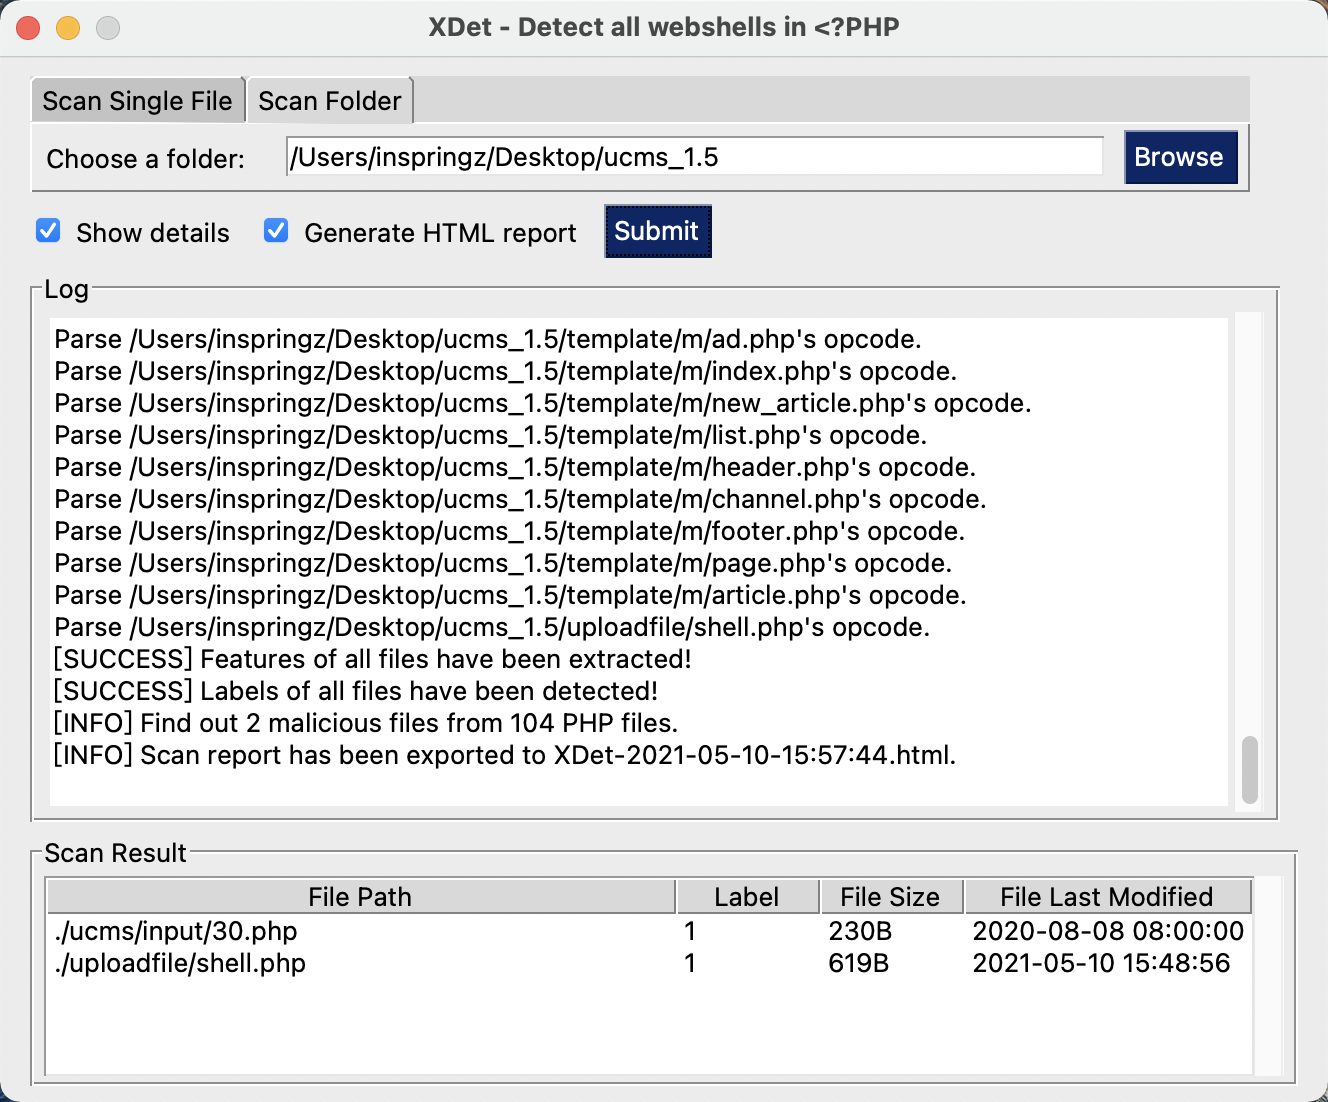 XDet - Detect all webshells in <?PHP
Scan Single File Scan Folder
Choose a folder: /Users/inspringz/Desktop/ucms_1.5 Browse
Show details Generate HTML report Submit
Log
Parse /Users/inspringz/Desktop/ucms_1.5/template/m/ad.php's opcode.
Parse /Users/inspringz/Desktop/ucms_1.5/template/m/index.php's opcode.
Parse /Users/inspringz/Desktop/ucms_1.5/template/m/new_article.php's opcode.
Parse /Users/inspringz/Desktop/ucms_1.5/template/m/list.php's opcode.
Parse /Users/inspringz/Desktop/ucms_1.5/template/m/header.php's opcode.
Parse /Users/inspringz/Desktop/ucms_1.5/template/m/channel.php's opcode.
Parse /Users/inspringz/Desktop/ucms_1.5/template/m/footer.php's opcode.
Parse /Users/inspringz/Desktop/ucms_1.5/template/m/page.php's opcode.
Parse /Users/inspringz/Desktop/ucms_1.5/template/m/article.php's opcode.
Parse /Users/inspringz/Desktop/ucms_1.5/uploadfile/shell.php's opcode.
[SUCCESS] Features of all files have been extracted!
[SUCCESS] Labels of all files have been detected!
[INFO] Find out 2 malicious files from 104 PHP files.
[INFO] Scan report has been exported to XDet-2021-05-10-15:57:44.html.
Scan Result
File Path Label File Size File Last Modified
./ucms/input/30.php 1 230B 2020-08-08 08:00:00
./uploadfile/shell.php 1 619B 2021-05-10 15:48:56